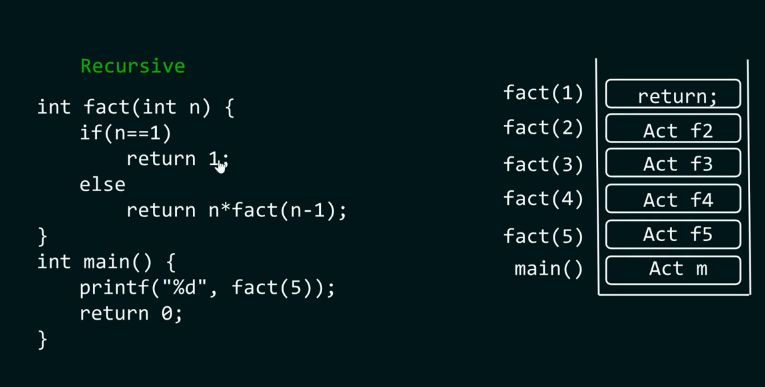 Recursive
int fact(int n) {
if(n==1)
return 1;
else
return n*fact(n-1);
}
int main() {
printf("%d", fact(5));
return 0;
}
fact(1) return;
fact(2) Act f2
fact(3) Act f3
fact(4) Act f4
fact(5) Act f5
main() Act m